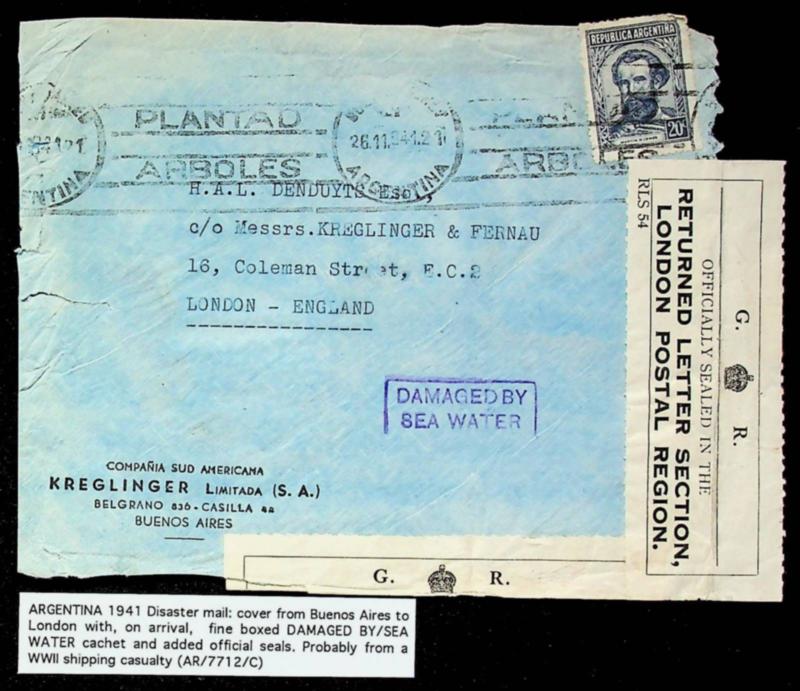 REPUBLICA ARGENTINA
20¢
PLANTAD
ARBOLES
26.11.
ARGENTINA
PLANTAD
ARBOLES
H.A.L. DENDUYTS Esq.,
c/o Messrs.KREGLINGER & FERNAU
16, Coleman Street, E.C.2
LONDON - ENGLAND
DAMAGED BY
SEA WATER
COMPAÑIA SUD AMERICANA
KREGLINGER LIMITADA (S. A.)
BELGRANO 836 - CASILLA 44
BUENOS AIRES
G. R.
OFFICIALLY SEALED IN THE
RETURNED LETTER SECTION,
LONDON POSTAL REGION.
RLS 54
G. R.
ARGENTINA 1941 Disaster mail: cover from Buenos Aires to
London with, on arrival, fine boxed DAMAGED BY/SEA
WATER cachet and added official seals. Probably from a
WWII shipping casualty (AR/7712/C)